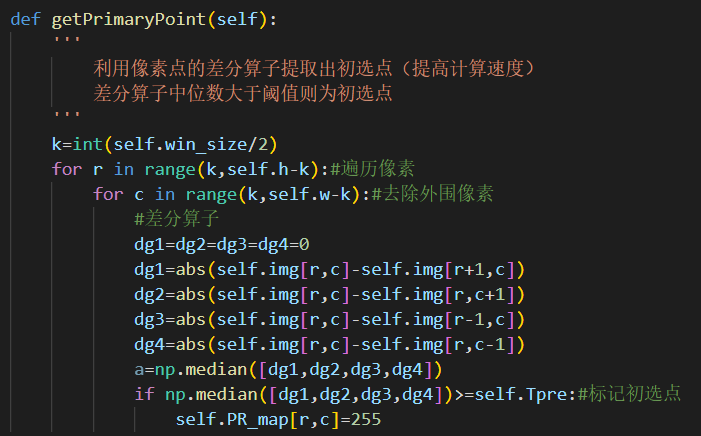 def getPrimaryPoint(self):
    '''
        利用像素点的差分算子提取出初选点（提高计算速度）
        差分算子中位数大于阈值则为初选点
    '''
    k=int(self.win_size/2)
    for r in range(k,self.h-k):#遍历像素
        for c in range(k,self.w-k):#去除外围像素
            #差分算子
            dg1=dg2=dg3=dg4=0
            dg1=abs(self.img[r,c]-self.img[r+1,c])
            dg2=abs(self.img[r,c]-self.img[r,c+1])
            dg3=abs(self.img[r,c]-self.img[r-1,c])
            dg4=abs(self.img[r,c]-self.img[r,c-1])
            a=np.median([dg1,dg2,dg3,dg4])
            if np.median([dg1,dg2,dg3,dg4])>=self.Tpre:#标记初选点
                self.PR_map[r,c]=255